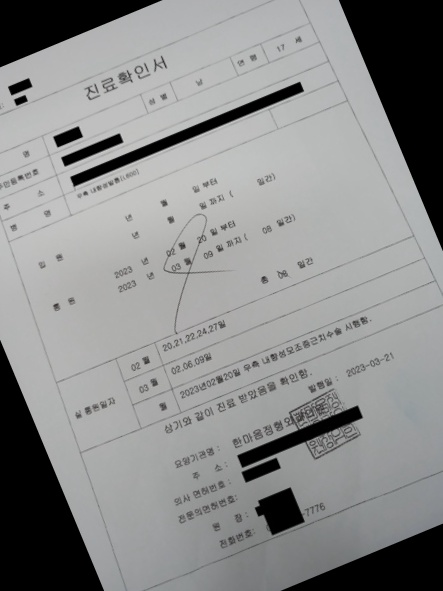 진료확인서
명
성 별 남 연 령 17 세
주민등록번호
주 소
병 명 우측 내향성발톱(L600)
입 원 년 월 일 부터
년 월 일 까지 ( 일간)
통 원 2023 년 02 월 20 일 부터
2023 년 03 월 09 일 까지 ( 08 일간)
총 08 일간
실 통원일자
02 월 20,21,22,24,27일
03 월 02,06,09일
월 2023년02월20일 우측 내향성모조증근치수술 시행함.
상기와 같이 진료 받았음을 확인함.
발행일 : 2023-03-21
요양기관명 : 한마음정형외과의원
주 소 :
의사 면허번호 :
전문의면허번호:
원 장 :
전화번호: -7776